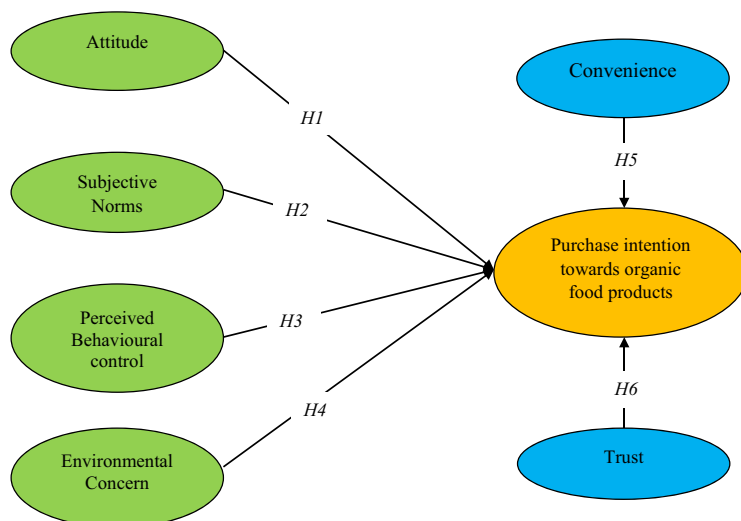 Attitude
Convenience
H1
H5
Subjective
Norms
H2
Purchase intention
towards organic
food products
Perceived
Behavioural
control
H3
H4
H6
Environmental
Concern
Trust